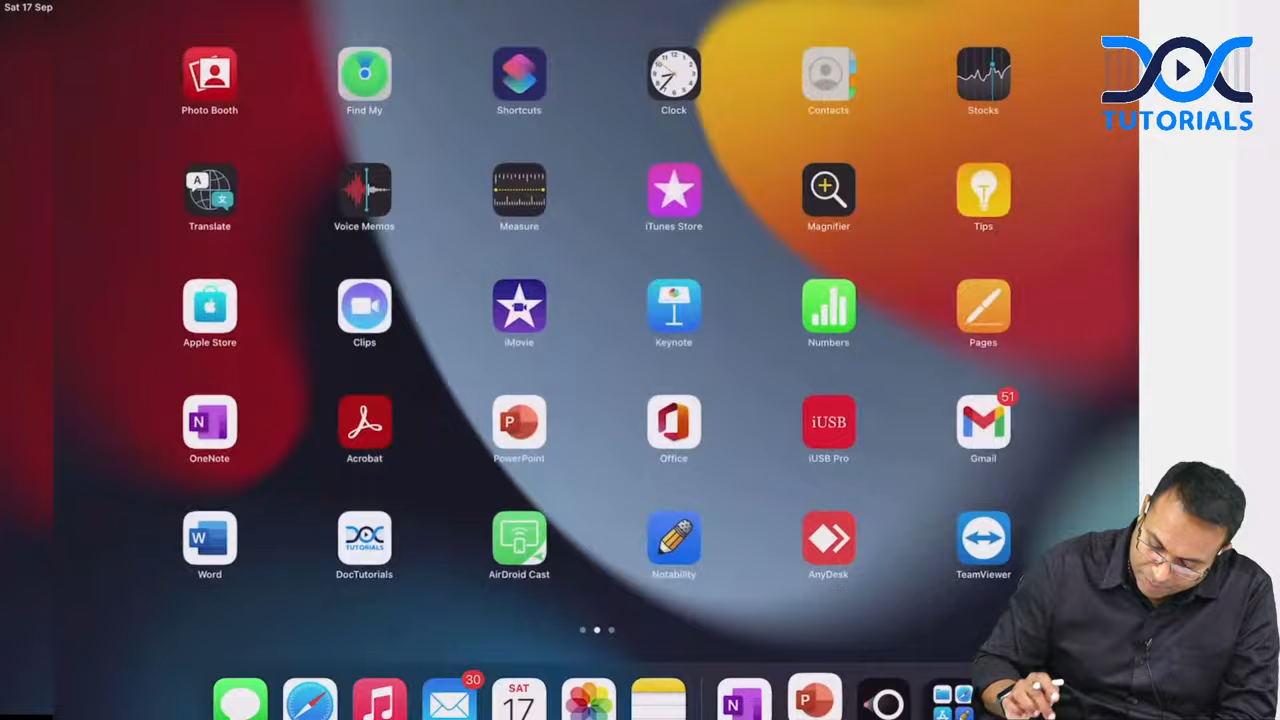 Sat 17 Sep
TUTORIALS
Photo Booth
Find My
Shortcuts
Clock
Contacts
Stocks
Translate
Voice Memos
Measure
iTunes Store
Magnifier
Tips
Apple Store
Clips
iMovie
Keynote
Numbers
Pages
iUSB
51
OneNote
Acrobat
PowerPoint
Office
iUSB Pro
Gmail
TUTORIALS
Word
DocTutorials
AirDroid Cast
Notability
AnyDesk
TeamViewer
30
SAT
17